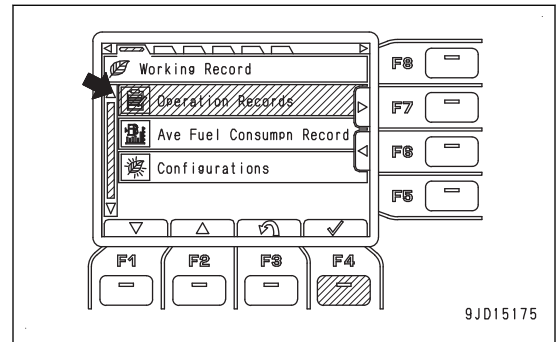 Working Record
Operation Records
Ave Fuel Consumpn Record
Configurations
F8
F7
F6
F5
F1 F2 F3 F4
9JD15175